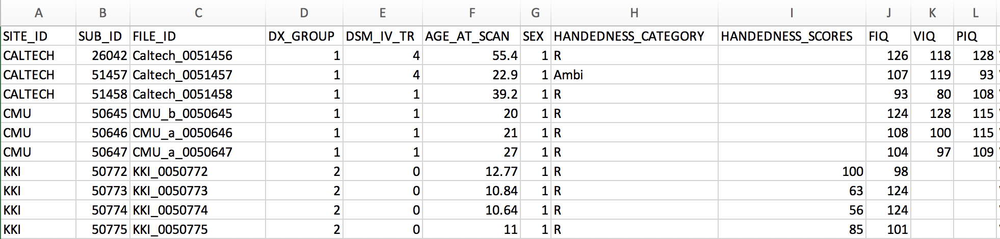 A B C D E F G H I J K L
SITE_ID SUB_ID FILE_ID DX_GROUP DSM_IV_TR AGE_AT_SCAN SEX HANDEDNESS_CATEGORY HANDEDNESS_SCORES FIQ VIQ PIQ
CALTECH 26042 Caltech_0051456 1 4 55.4 1 R 126 118 128
CALTECH 51457 Caltech_0051457 1 4 22.9 1 Ambi 107 119 93
CALTECH 51458 Caltech_0051458 1 1 39.2 1 R 93 80 108
CMU 50645 CMU_b_0050645 1 1 20 1 R 124 128 115
CMU 50646 CMU_a_0050646 1 1 21 1 R 108 100 115
CMU 50647 CMU_a_0050647 1 1 27 1 R 104 97 109
KKI 50772 KKI_0050772 2 0 12.77 1 R 100 98
KKI 50773 KKI_0050773 2 0 10.84 1 R 63 124
KKI 50774 KKI_0050774 2 0 10.64 1 R 56 124
KKI 50775 KKI_0050775 2 0 11 1 R 85 101